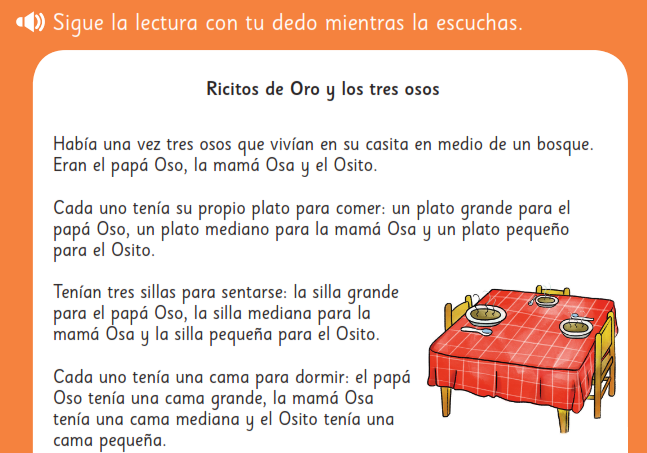 Sigue la lectura con tu dedo mientras la escuchas.
Ricitos de Oro y los tres osos
Había una vez tres osos que vivían en su casita en medio de un bosque.
Eran el papá Oso, la mamá Osa y el Osito.
Cada uno tenía su propio plato para comer: un plato grande para el
papá Oso, un plato mediano para la mamá Osa y un plato pequeño
para el Osito.
Tenían tres sillas para sentarse: la silla grande
para el papá Oso, la silla mediana para la
mamá Osa y la silla pequeña para el Osito.
Cada uno tenía una cama para dormir: el papá
Oso tenía una cama grande, la mamá Osa
tenía una cama mediana y el Osito tenía una
cama pequeña.